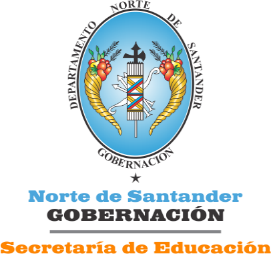 DEPARTAMENTO NORTE DE SANTANDER
GOBERNACION
Norte de Santander
GOBERNACIÓN
Secretaría de Educación